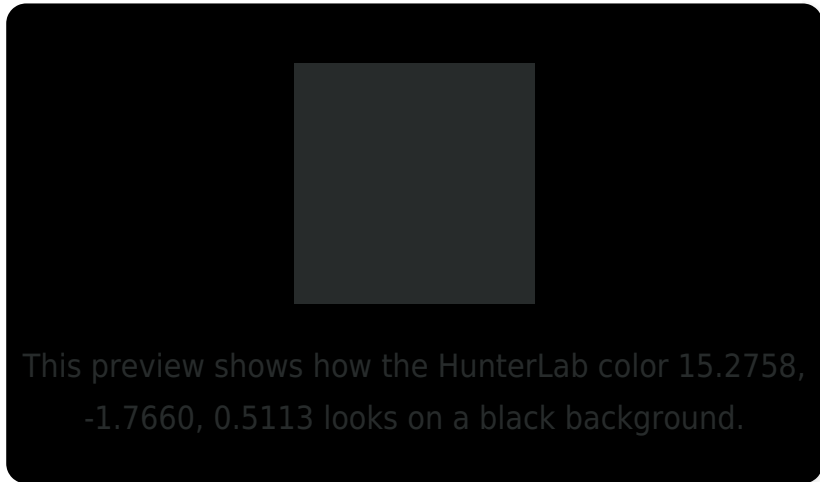 This preview shows how the HunterLab color 15.2758,
-1.7660, 0.5113 looks on a black background.